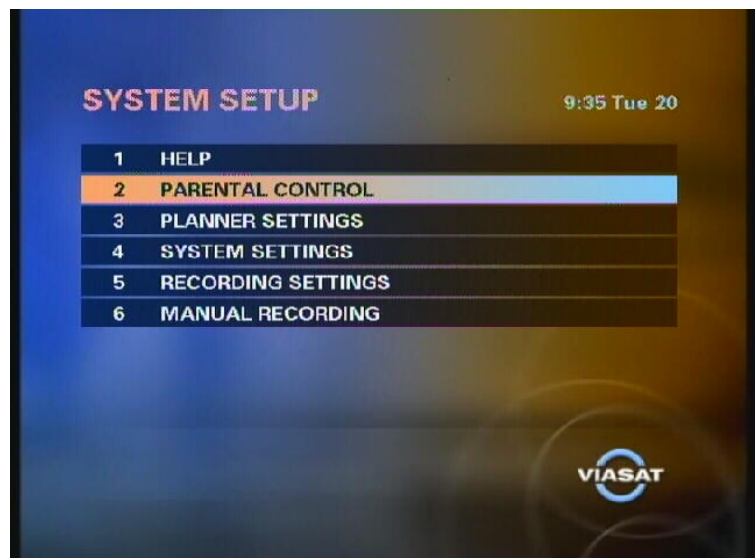 SYSTEM SETUP 9:35 Tue 20
1 HELP
2 PARENTAL CONTROL
3 PLANNER SETTINGS
4 SYSTEM SETTINGS
5 RECORDING SETTINGS
6 MANUAL RECORDING
VIASAT